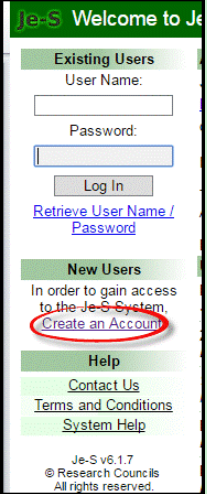 Je-S Welcome to Je
Existing Users
User Name:
Password:
Log In
Retrieve User Name /
Password
New Users
In order to gain access
to the Je-S System,
Create an Account
Help
Contact Us
Terms and Conditions
System Help
Je-S v6.1.7
© Research Councils
All rights reserved.